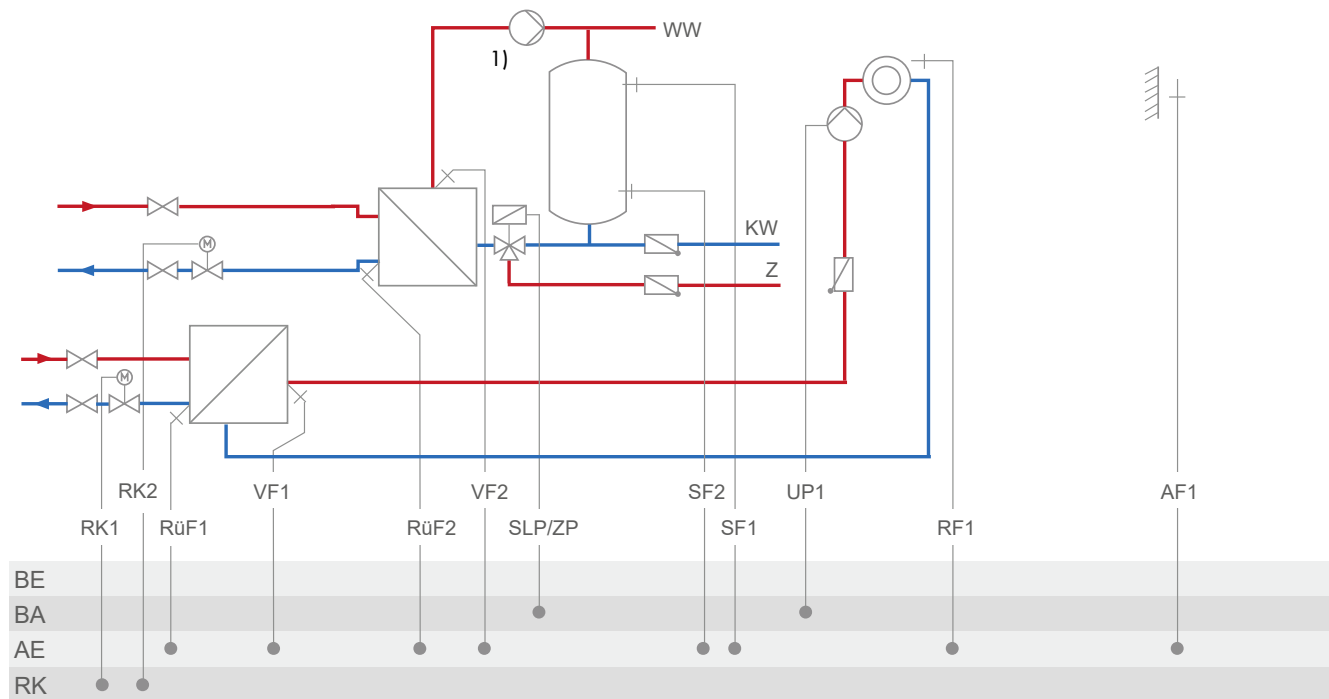 WW
1)
KW
M
Z
M
RK2
VF1
VF2
SF2
UP1
AF1
RK1
RüF1
RüF2
SLP/ZP
SF1
RF1
BE
BA
AE
RK